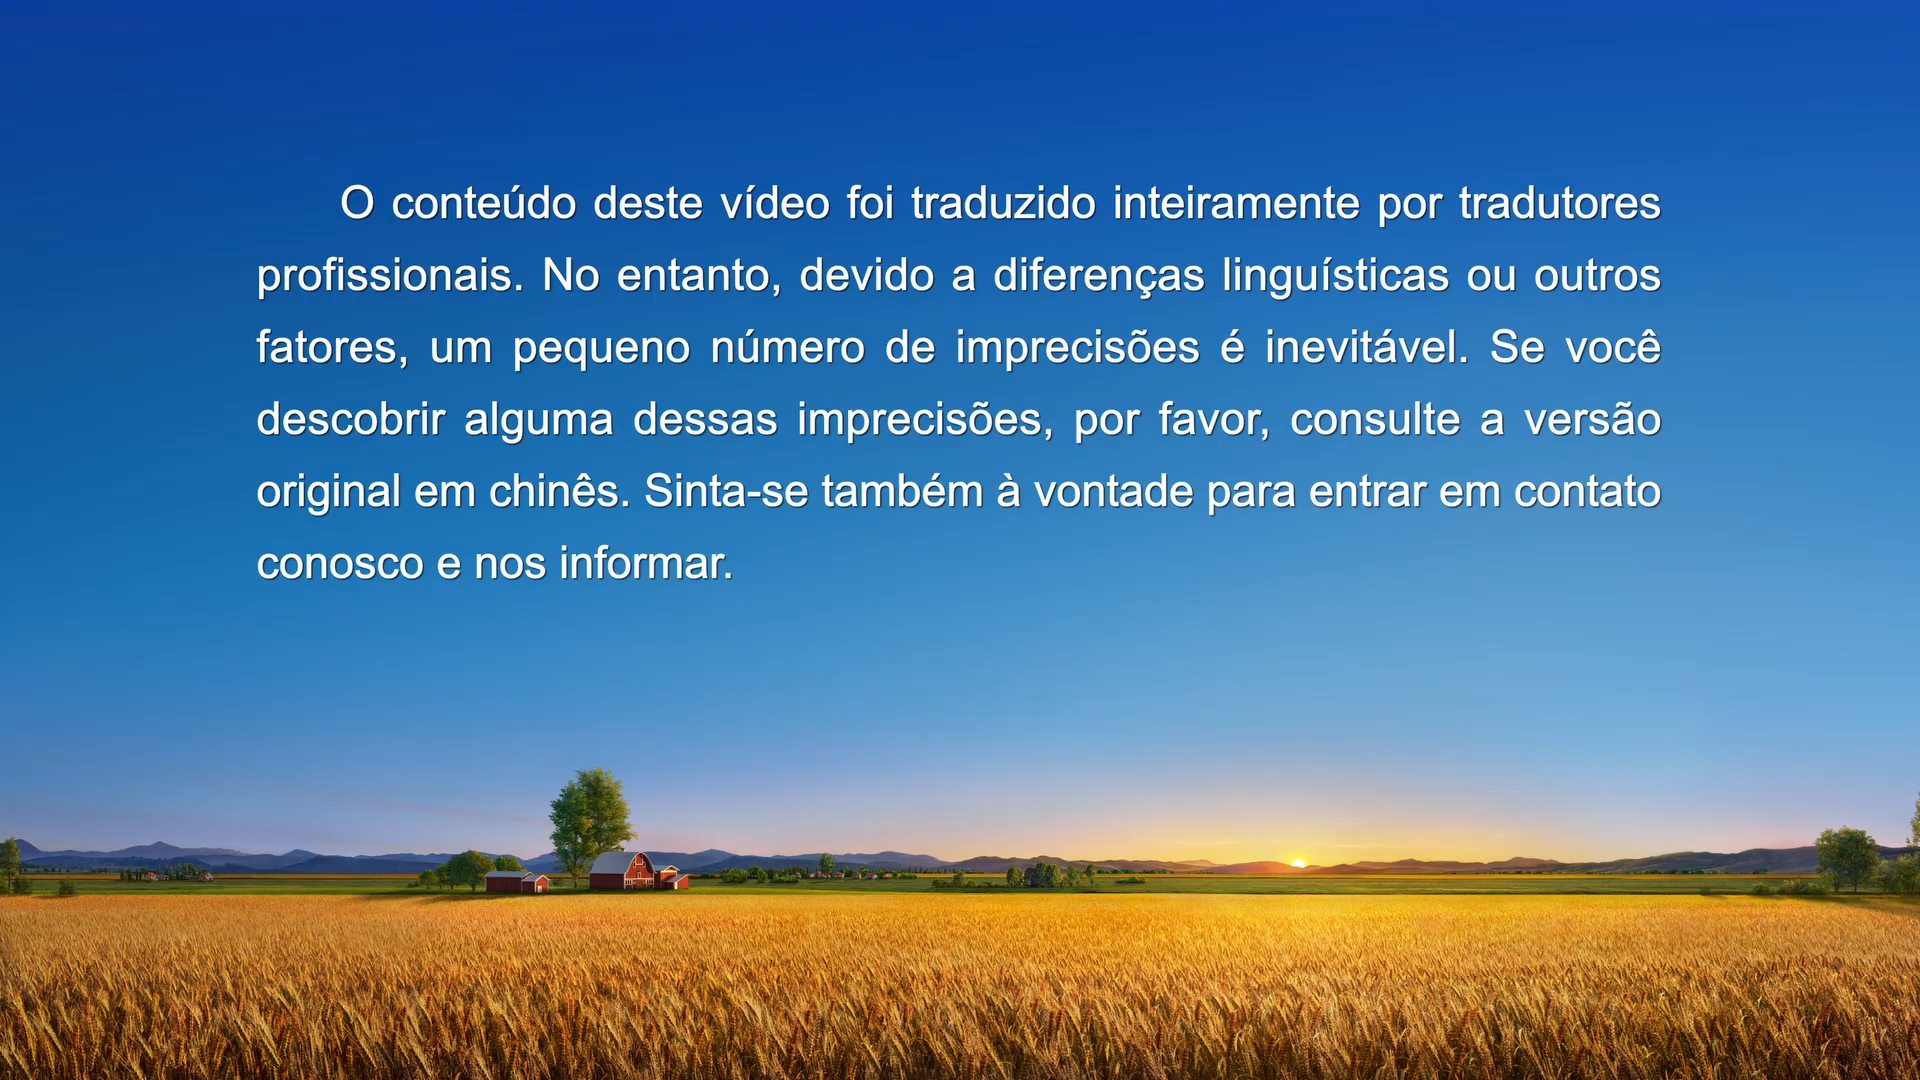 O conteúdo deste vídeo foi traduzido inteiramente por tradutores
profissionais. No entanto, devido a diferenças linguísticas ou outros
fatores, um pequeno número de imprecisões é inevitável. Se você
descobrir alguma dessas imprecisões, por favor, consulte a versão
original em chinês. Sinta-se também à vontade para entrar em contato
conosco e nos informar.